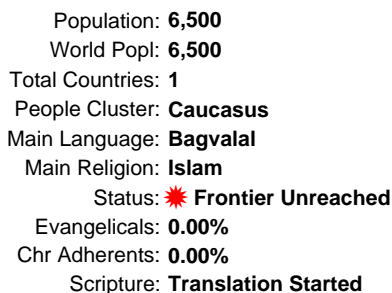 Population: 6,500
World Popl: 6,500
Total Countries: 1
People Cluster: Caucasus
Main Language: Bagvalal
Main Religion: Islam
Status: Frontier Unreached
Evangelicals: 0.00%
Chr Adherents: 0.00%
Scripture: Translation Started